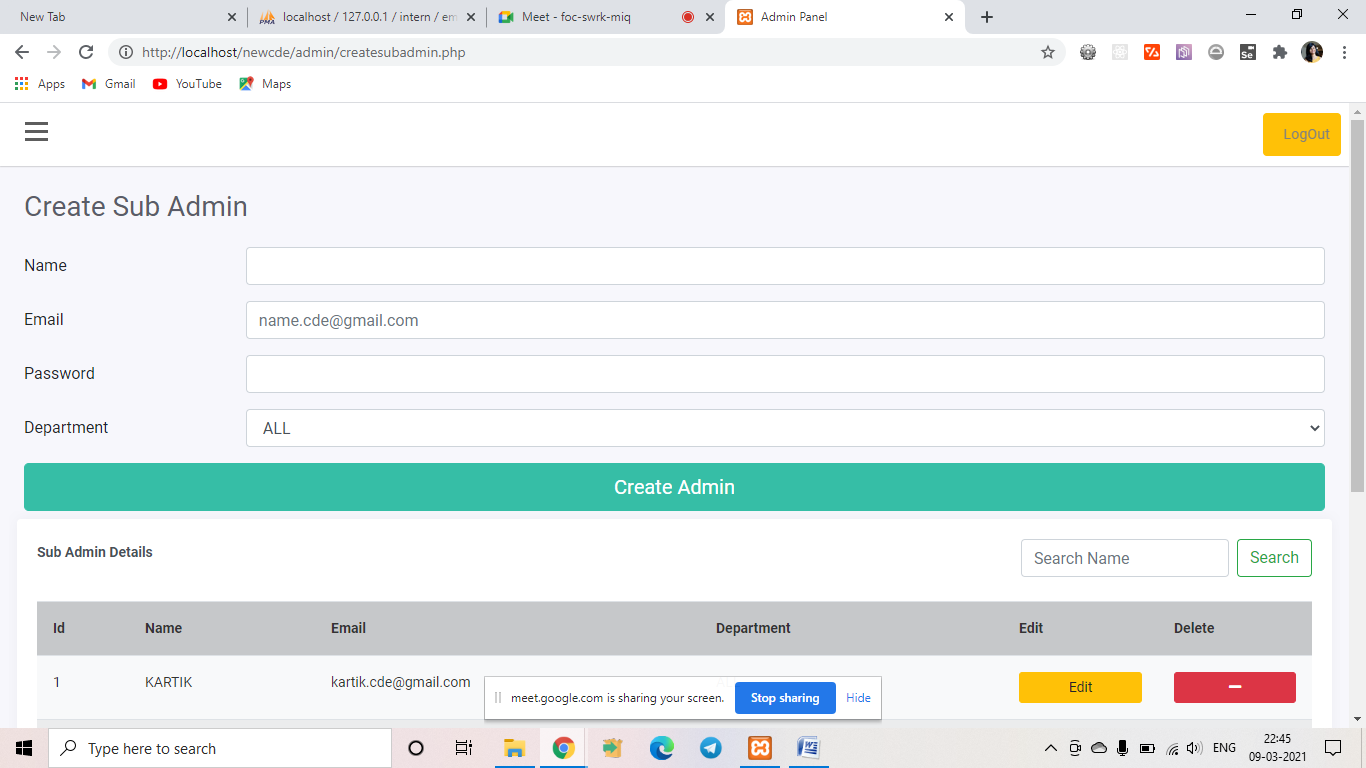 New Tab
localhost / 127.0.0.1 / intern / em
Meet - foc-swrk-miq
Admin Panel
http://localhost/newcde/admin/createsubadmin.php
Apps
Gmail
YouTube
Maps
LogOut
Create Sub Admin
Name
Email
name.cde@gmail.com
Password
Department
ALL
Create Admin
Sub Admin Details
Search Name
Search
Id Name Email Department Edit Delete
1 KARTIK kartik.cde@gmail.com Edit
meet.google.com is sharing your screen.
Stop sharing
Hide
Type here to search
ENG
22:45
09-03-2021